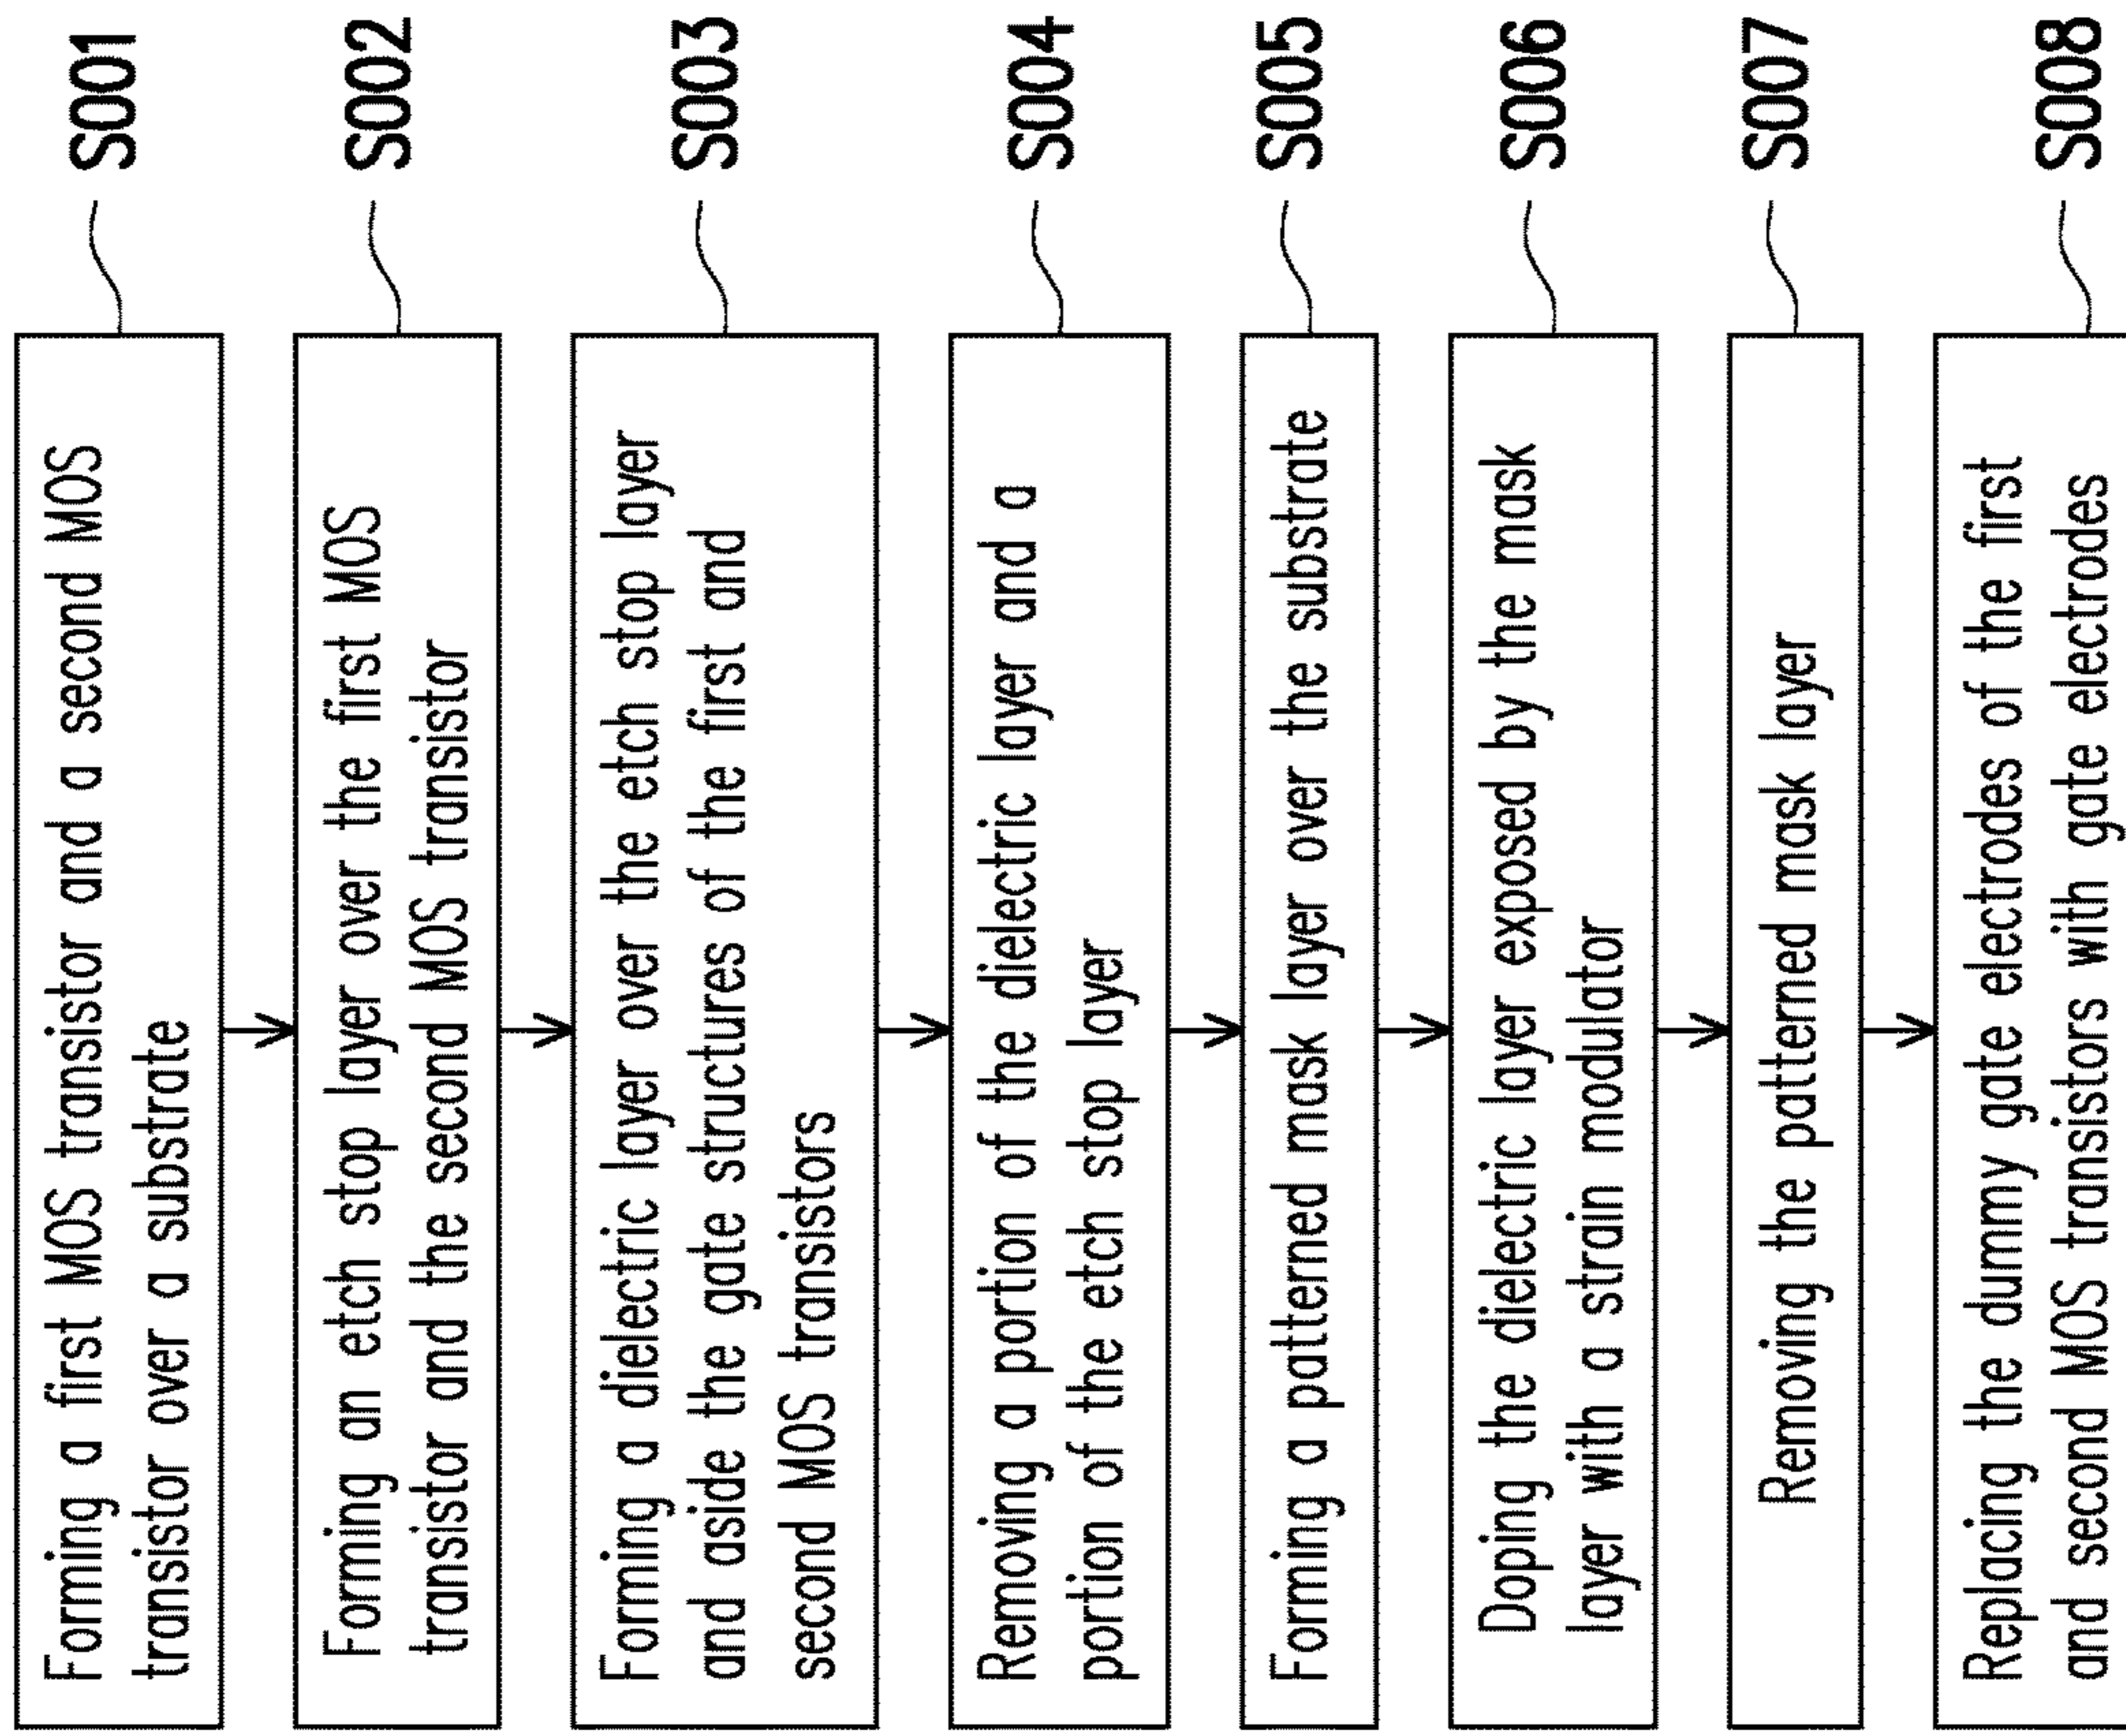 Forming a first MOS transistor and a second MOS
transistor over a substrate
S001
Forming an etch stop layer over the first MOS
transistor and the second MOS transistor
S002
Forming a dielectric layer over the etch stop layer
and aside the gate structures of the first and
second MOS transistors
S003
Removing a portion of the dielectric layer and a
portion of the etch stop layer
S004
Forming a patterned mask layer over the substrate
S005
Doping the dielectric layer exposed by the mask
layer with a strain modulator
S006
Removing the patterned mask layer
S007
Replacing the dummy gate electrodes of the first
and second MOS transistors with gate electrodes
S008